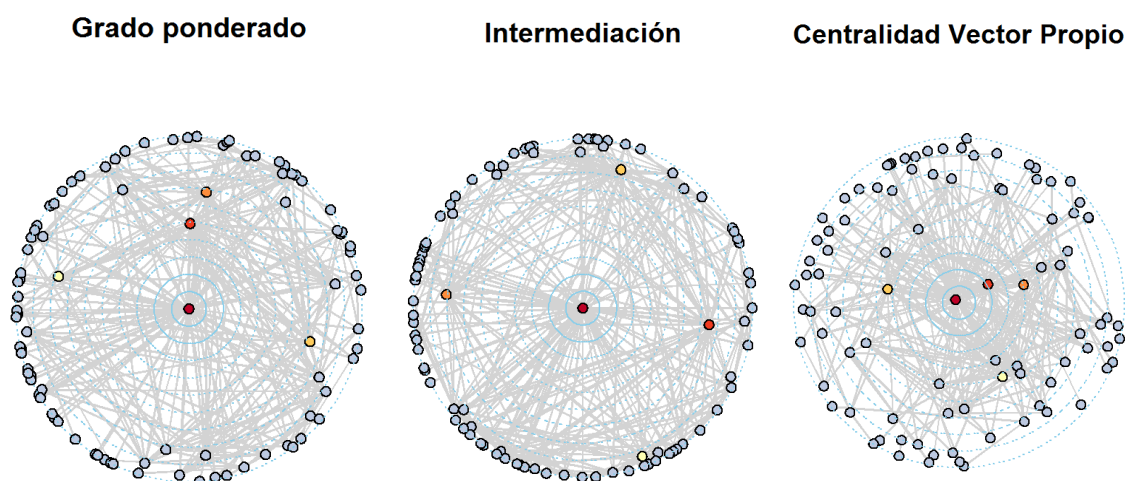 Grado ponderado
Intermediación
Centralidad Vector Propio